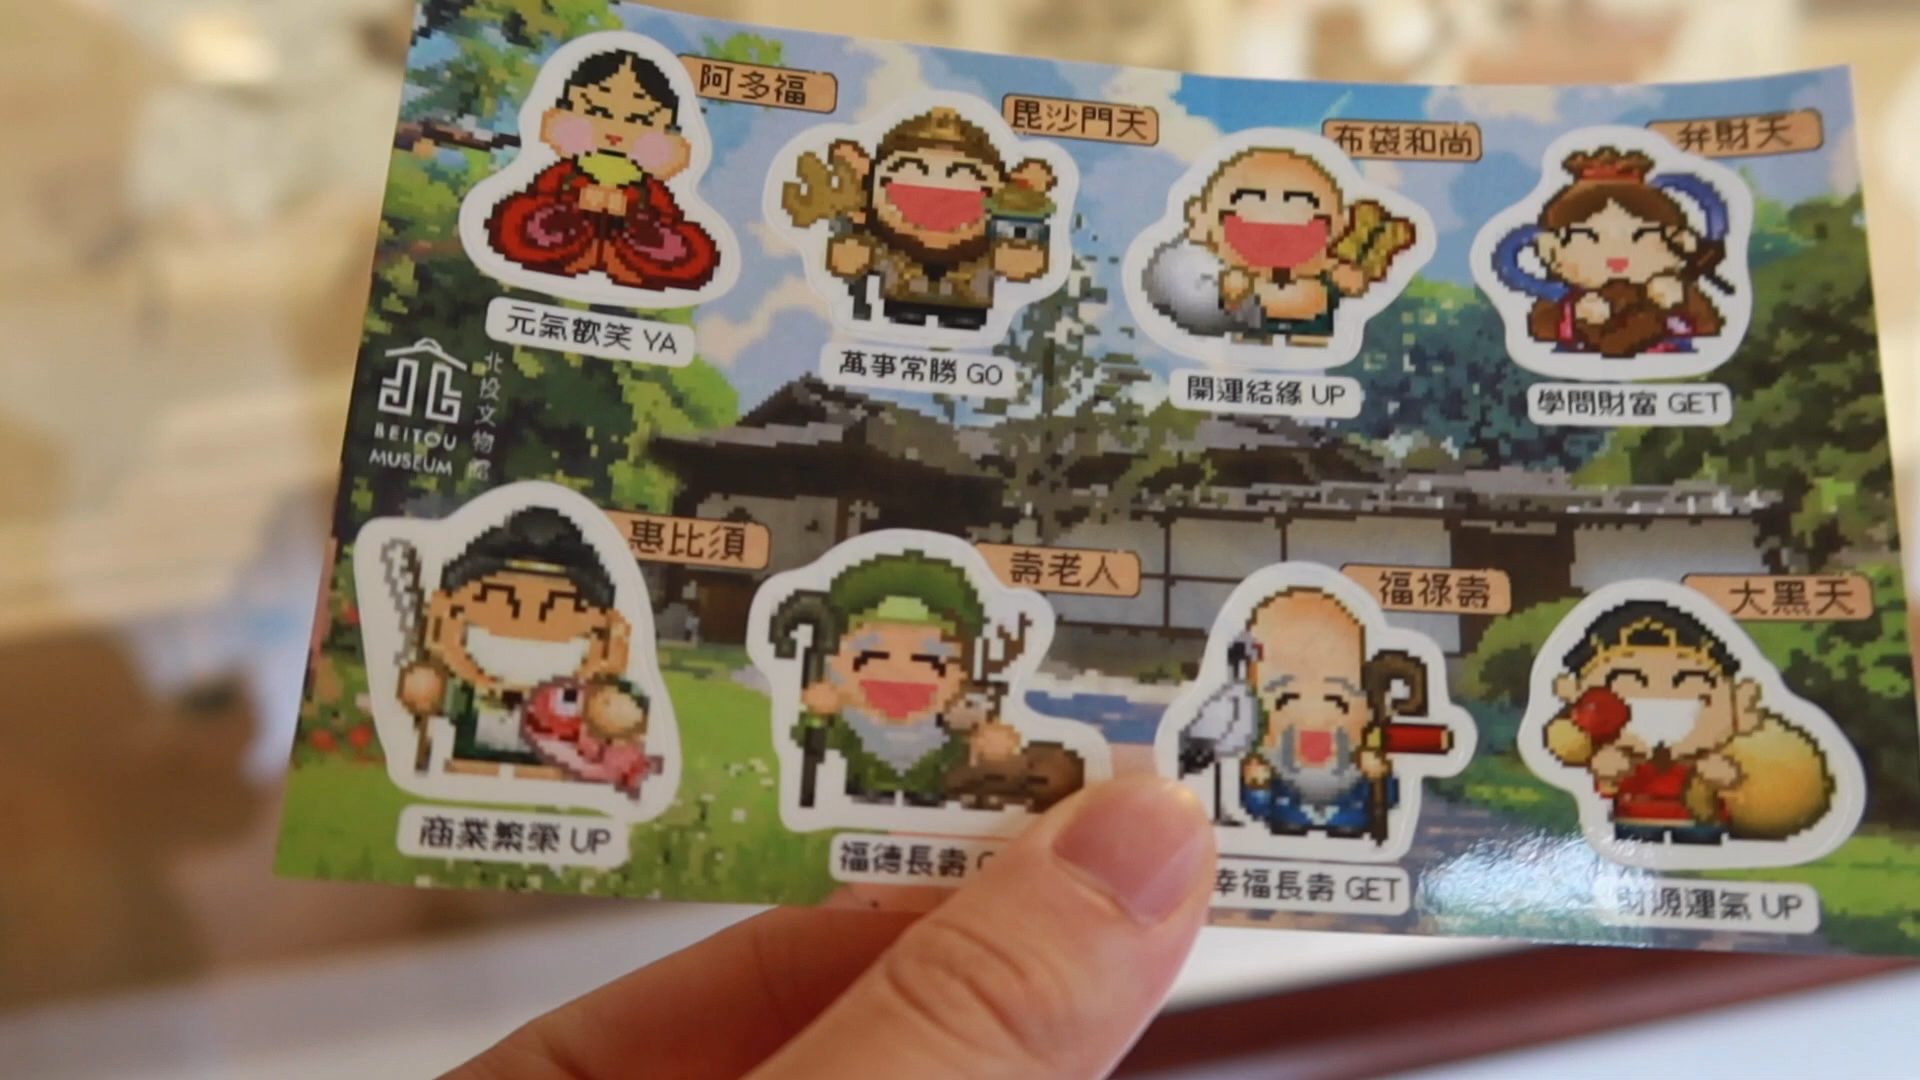 阿多福
毘沙門天
布袋和尚
弁財天
元氣歡笑 YA
萬事常勝 GO
開運結緣 UP
學問財富 GET
北投文物館
BEITOU
MUSEUM
惠比須
壽老人
福祿壽
大黑天
商業繁榮 UP
福德長壽
幸福長壽 GET
財源運氣 UP